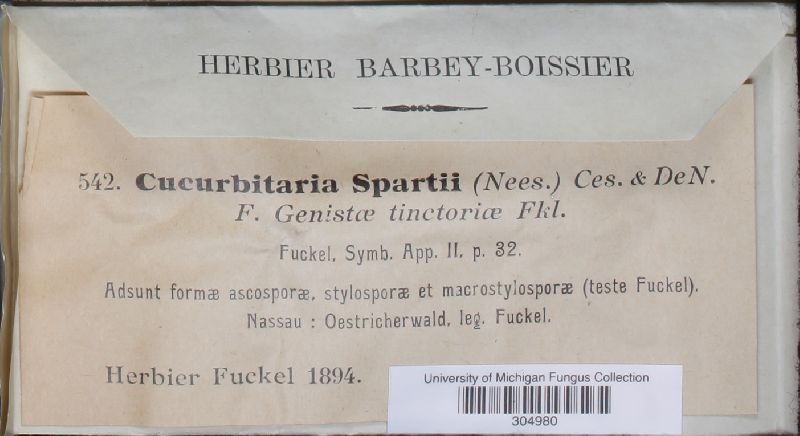 HERBIER BARBEY-BOISSIER
542. Cucurbitaria Spartii (Nees.) Ces. & DeN.
F. Genistæ tinctoriæ Fkl.
Fuckel, Symb. App. II, p. 32.
Adsunt formæ ascosporæ, stylosporæ et macrostylosporæ (teste Fuckel).
Nassau : Oestricherwald, leg. Fuckel.
Herbier Fuckel 1894.
University of Michigan Fungus Collection
304980